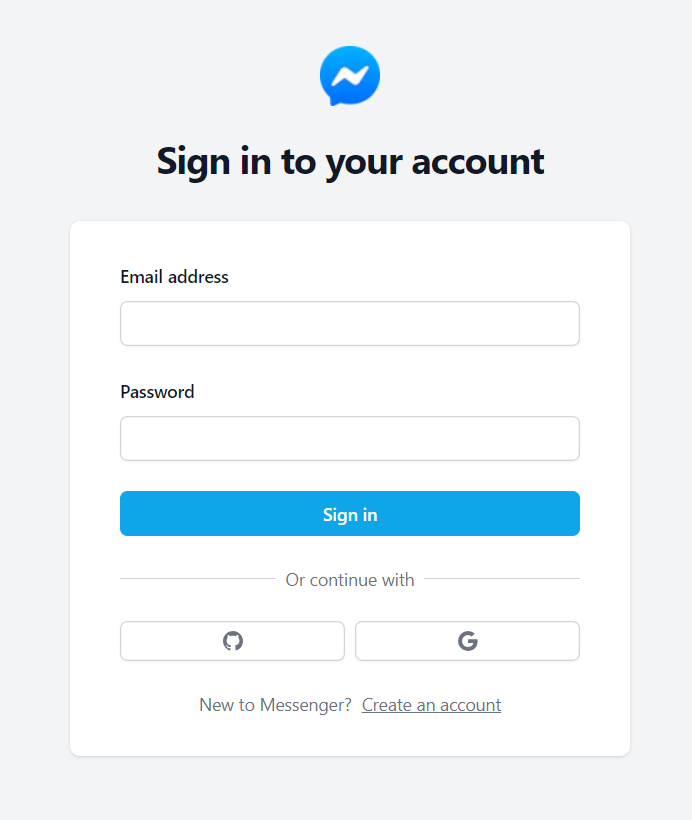 Sign in to your account
Email address
Password
Sign in
Or continue with
New to Messenger? Create an account